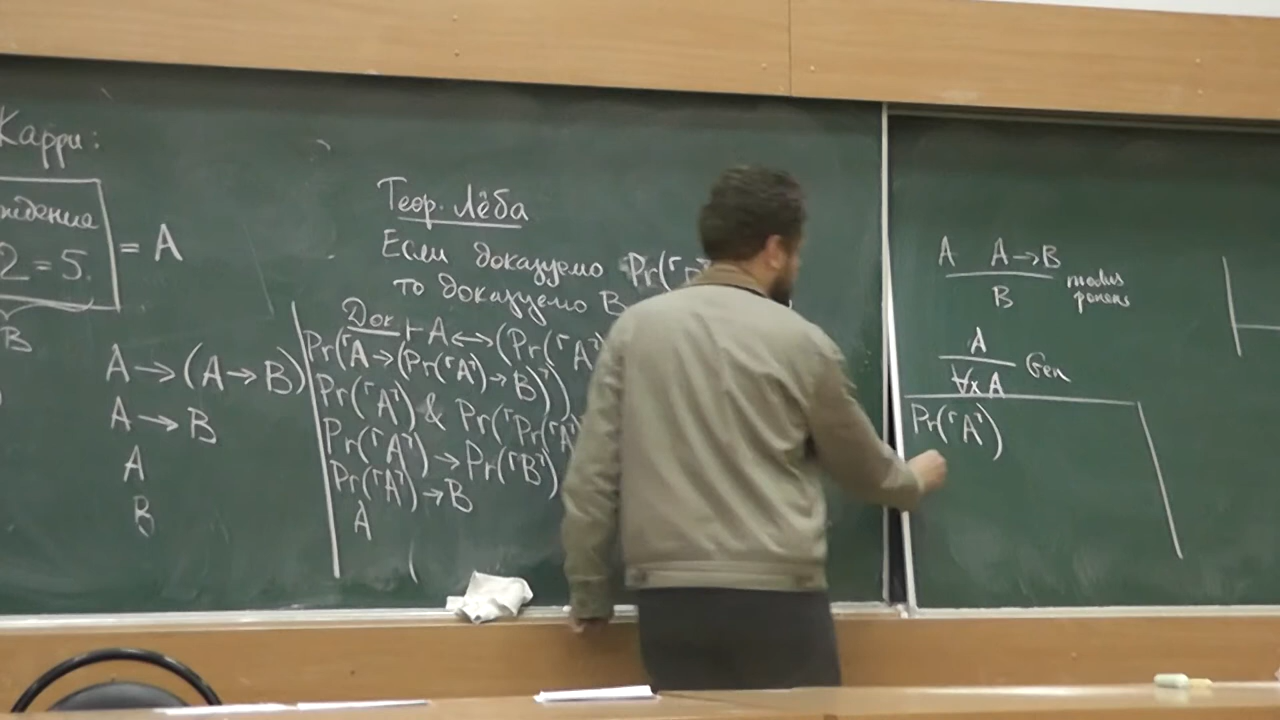 Карри:
ждение
2=5.
= A
B
A→(A→B)
A→B
A
B
Теор. Лёба
Если доказуемо Pr(⌜
то доказуемо B
Док ⊢ A↔(Pr(⌜A⌝
Pr(⌜A→(Pr(⌜A⌝)→B)⌝)
Pr(⌜A⌝) & Pr(⌜Pr(⌜A⌝
Pr(⌜A⌝)→Pr(⌜B⌝)
Pr(⌜A⌝)→B
A
A A→B
B
modus
ponens
A
∀x A
Gen
Pr(⌜A⌝)